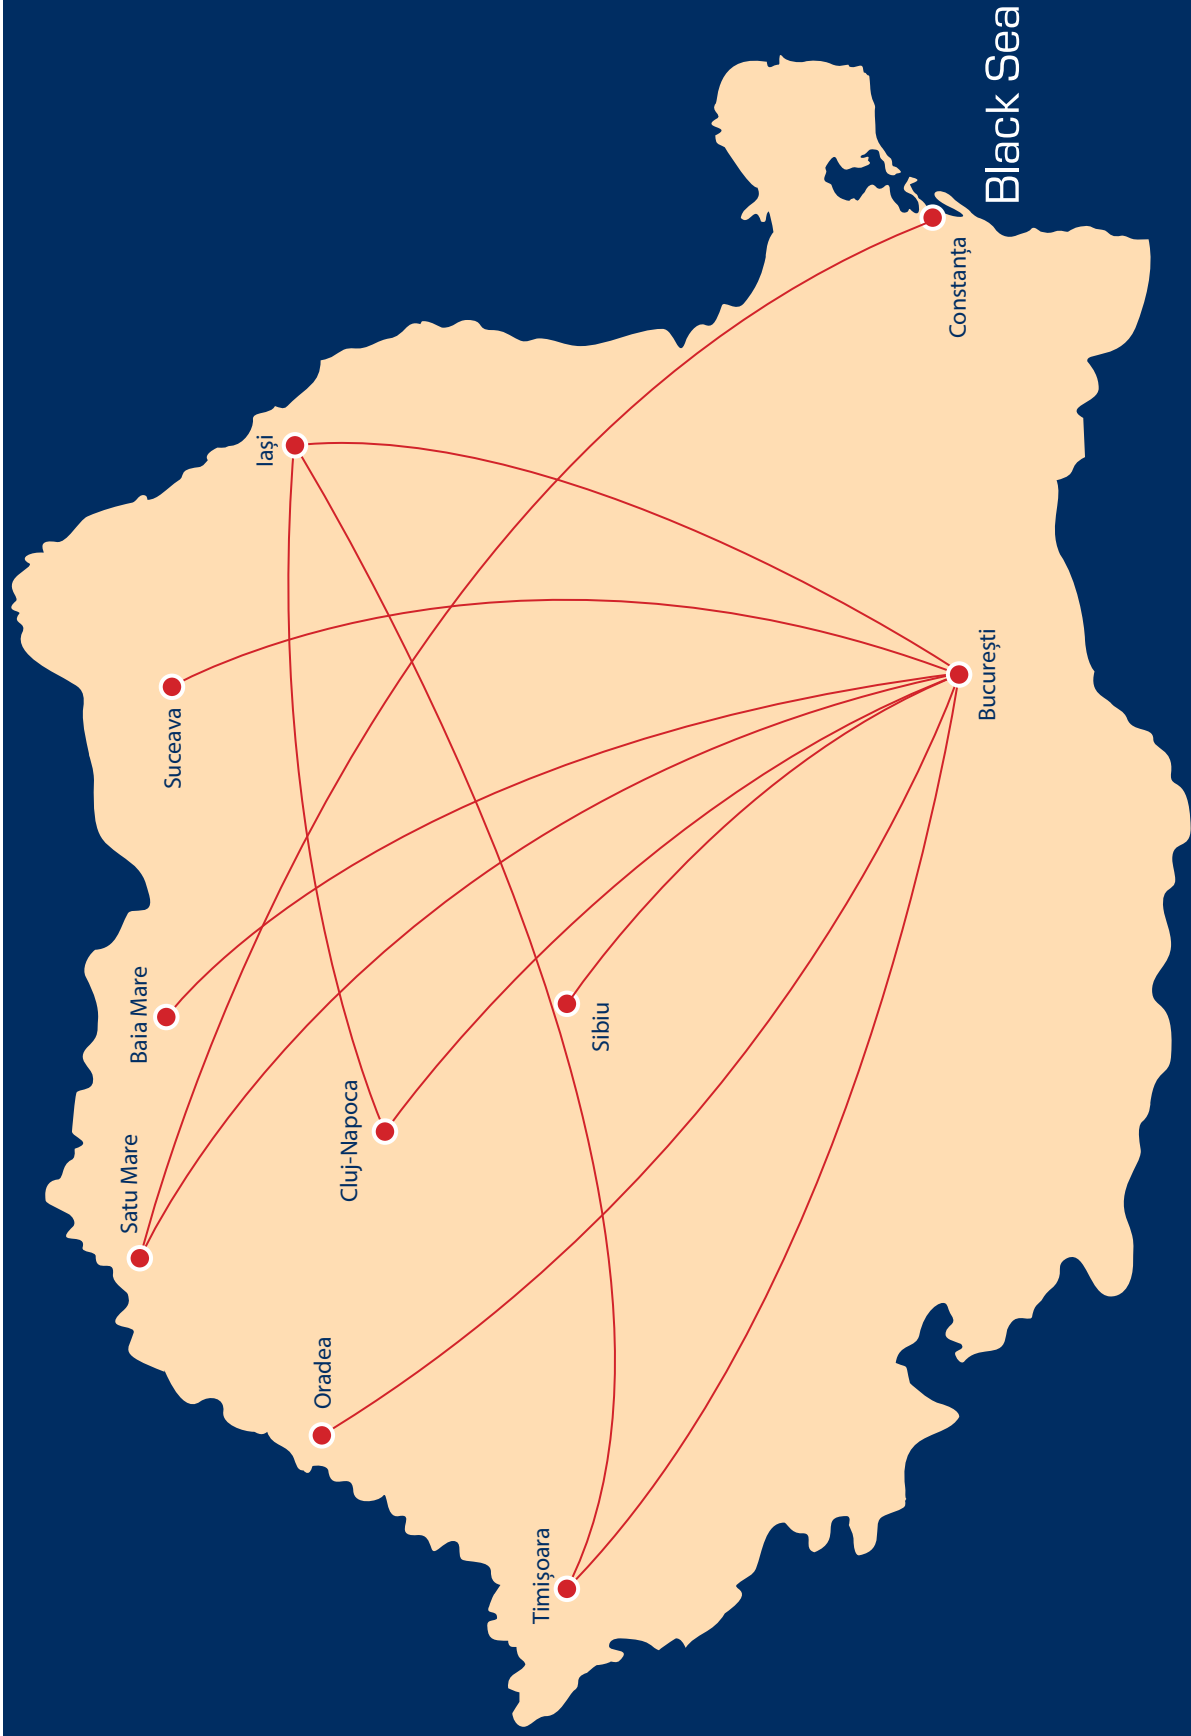 Satu Mare
Baia Mare
Suceava
Iași
Oradea
Cluj-Napoca
Timișoara
Sibiu
București
Constanța
Black Sea